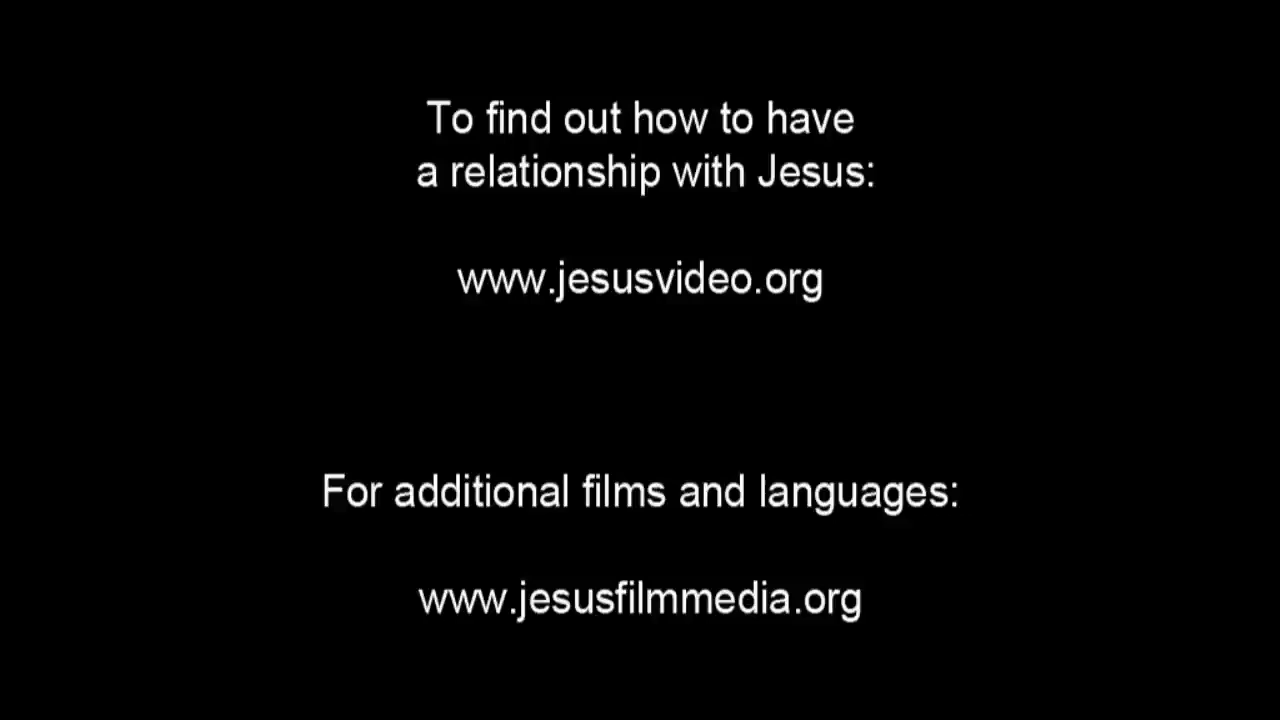 To find out how to have
a relationship with Jesus:
www.jesusvideo.org
For additional films and languages:
www.jesusfilmmedia.org